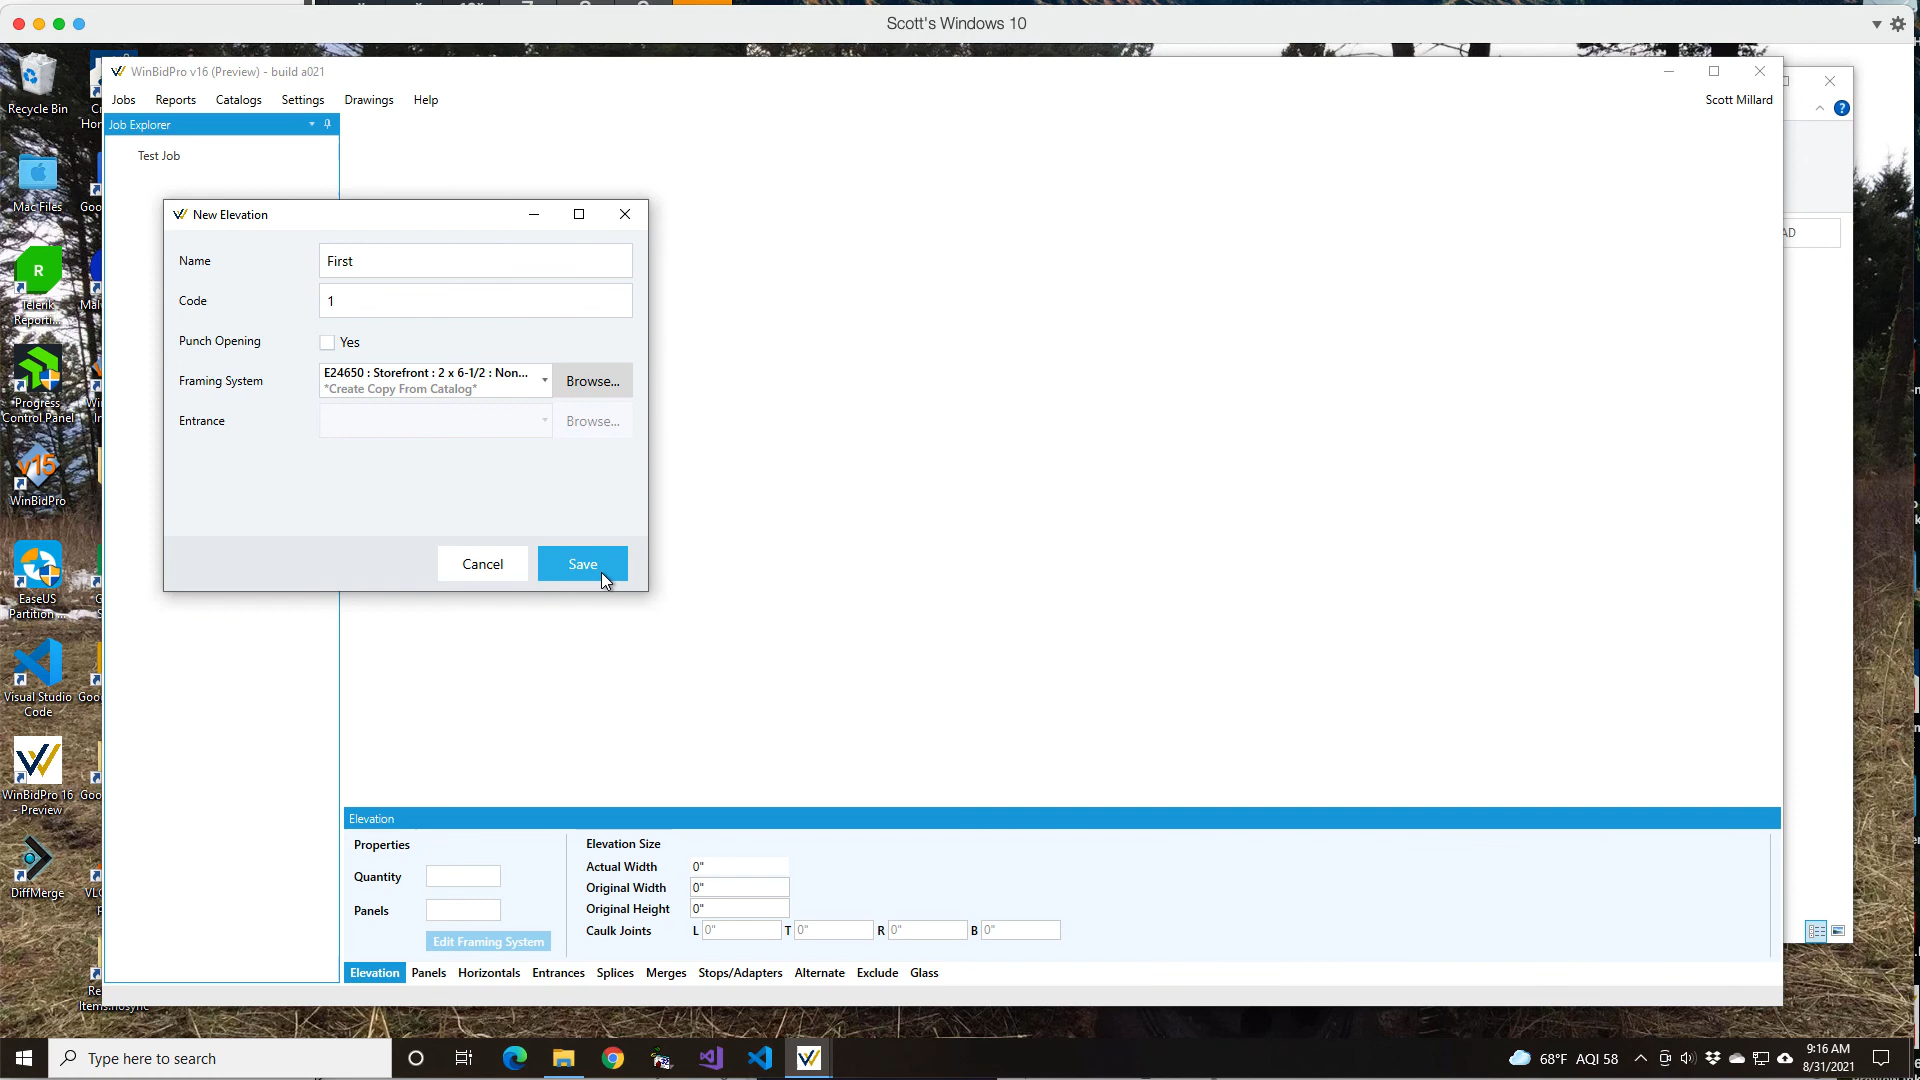 Scott's Windows 10
WinBidPro v16 (Preview) - build a021
Jobs Reports Catalogs Settings Drawings Help
Scott Millard
Job Explorer
Test Job
New Elevation
Name
First
Code
1
Punch Opening
Yes
Framing System
E24650 : Storefront : 2 x 6-1/2 : Non...
*Create Copy From Catalog*
Browse...
Entrance
Browse...
Cancel
Save
Elevation
Properties
Quantity
Panels
Edit Framing System
Elevation Size
Actual Width 0"
Original Width 0"
Original Height 0"
Caulk Joints L 0" T 0" R 0" B 0"
Elevation Panels Horizontals Entrances Splices Merges Stops/Adapters Alternate Exclude Glass
Recycle Bin
Mac Files
Telerik
Reporti...
Progress
Control Panel
v15
WinBidPro
EaseUS
Partition ...
Visual Studio
Code
WinBidPro 16
- Preview
DiffMerge
Type here to search
68°F AQI 58
9:16 AM
8/31/2021